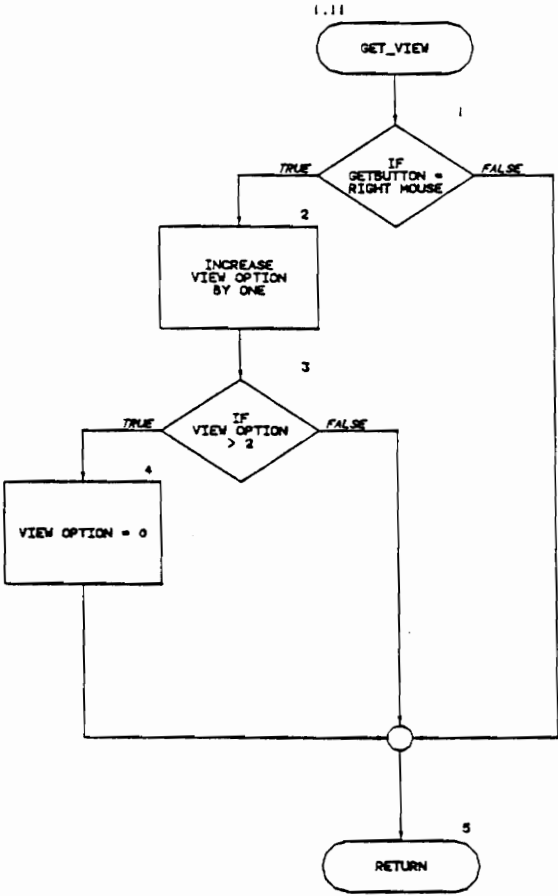 1.11
GET_VIEW
1
IF
GETBUTTON =
RIGHT MOUSE
TRUE
FALSE
2
INCREASE
VIEW OPTION
BY ONE
3
IF
VIEW OPTION
> 2
TRUE
FALSE
4
VIEW OPTION = 0
5
RETURN